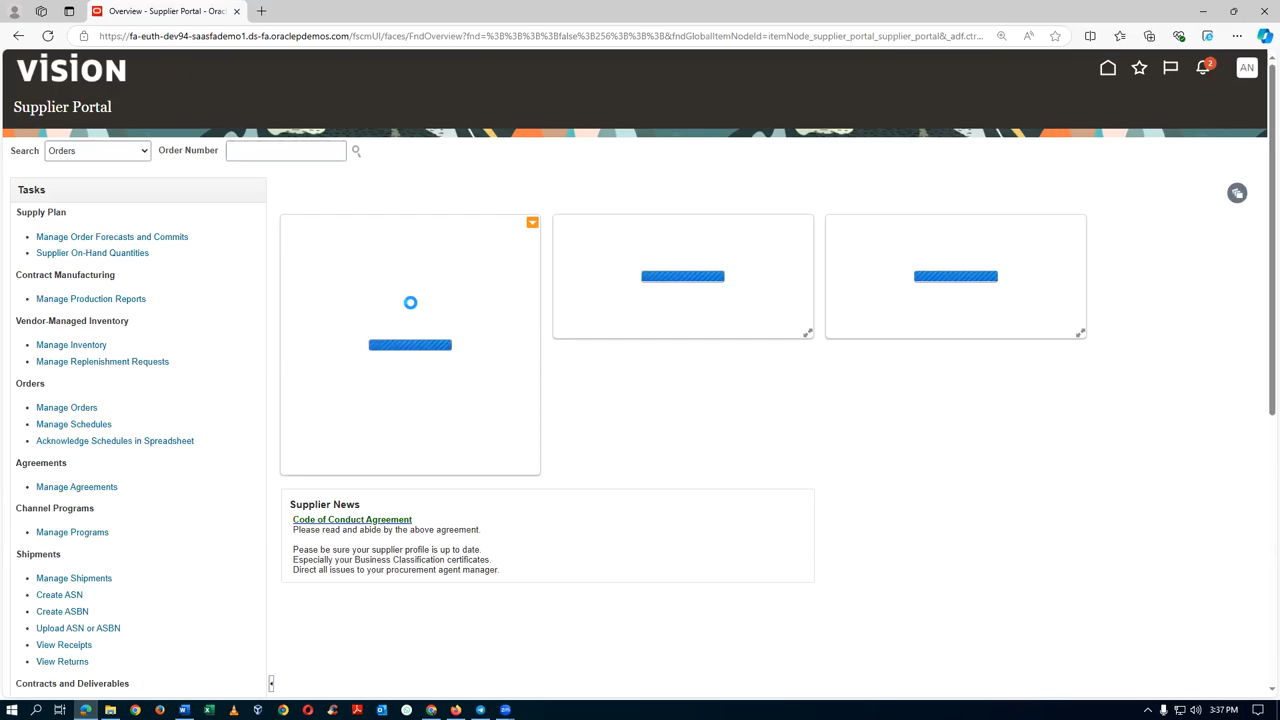 Overview - Supplier Portal - Orac
https://fa-euth-dev94-saasfademo1.ds-fa.oraclepdemos.com/fscmUI/faces/FndOverview?fnd=%3B%3B%3B%3Bfalse%3B256%3B%3B%3B&fndGlobalItemNodeId=itemNode_supplier_portal_supplier_portal&_adf.ctr...
VISION
2
AN
Supplier Portal
Search Orders Order Number
Tasks
Supply Plan
Manage Order Forecasts and Commits
Supplier On-Hand Quantities
Contract Manufacturing
Manage Production Reports
Vendor-Managed Inventory
Manage Inventory
Manage Replenishment Requests
Orders
Manage Orders
Manage Schedules
Acknowledge Schedules in Spreadsheet
Agreements
Manage Agreements
Channel Programs
Manage Programs
Shipments
Manage Shipments
Create ASN
Create ASBN
Upload ASN or ASBN
View Receipts
View Returns
Contracts and Deliverables
Supplier News
Code of Conduct Agreement
Please read and abide by the above agreement.
Pease be sure your supplier profile is up to date.
Especially your Business Classification certificates.
Direct all issues to your procurement agent manager.
3:37 PM